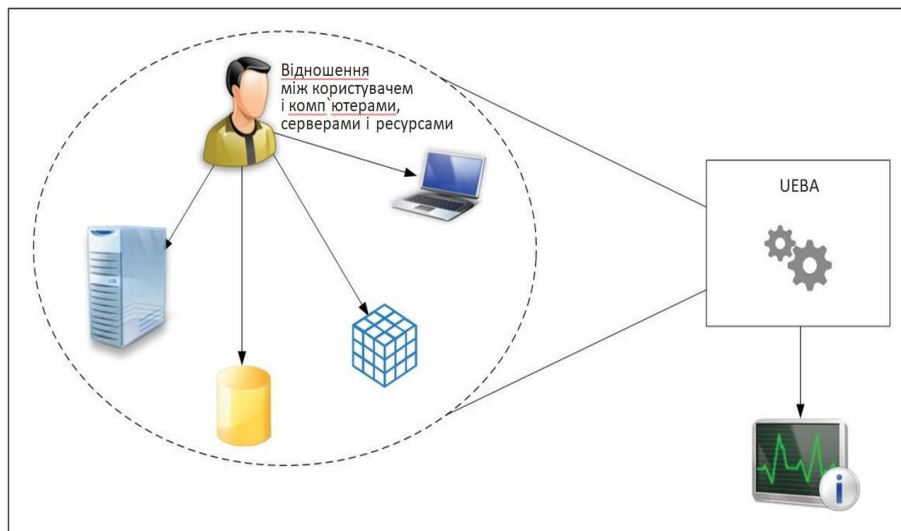 Відношення
між користувачем
і комп`ютерами,
серверами і ресурсами
UEBA
i